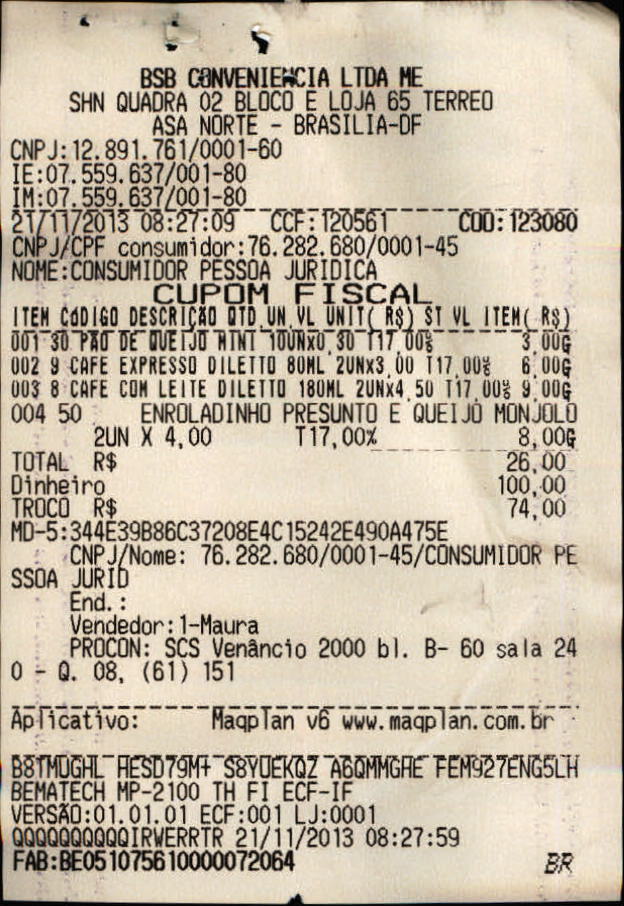 BSB CONVENIENCIA LTDA ME
SHN QUADRA 02 BLOCO E LOJA 65 TERREO
ASA NORTE - BRASILIA-DF
CNPJ:12.891.761/0001-60
IE:07.559.637/001-80
IM:07.559.637/001-80
21/11/2013 08:27:09 CCF:120561 COO:123080
CNPJ/CPF consumidor:76.282.680/0001-45
NOME:CONSUMIDOR PESSOA JURIDICA
CUPOM FISCAL
ITEM CÓDIGO DESCRIÇÃO QTD.UN.VL UNIT( R$) ST VL ITEM( R$)
001 30 PAO DE QUEIJO MINI 10UNX0,30 T17,00% 3,00G
002 9 CAFE EXPRESSO DILETTO 80ML 2UNx3,00 T17,00% 6,00G
003 8 CAFE COM LEITE DILETTO 180ML 2UNx4,50 T17,00% 9,00G
004 50 ENROLADINHO PRESUNTO E QUEIJO MONJOLO
2UN X 4,00 T17,00% 8,00G
TOTAL R$ 26,00
Dinheiro 100,00
TROCO R$ 74,00
MD-5:344E39B86C37208E4C15242E490A475E
CNPJ/Nome: 76.282.680/0001-45/CONSUMIDOR PE
SSOA JURID
End.:
Vendedor:1-Maura
PROCON: SCS Venâncio 2000 bl. B- 60 sala 24
0 - Q. 08, (61) 151
Aplicativo: Maqplan v6 www.maqplan.com.br
B8TMUGHL HESD79M+ S8YUEKQZ A6QMMGHE FEM927ENG5LH
BEMATECH MP-2100 TH FI ECF-IF
VERSÃO:01.01.01 ECF:001 LJ:0001
QQQQQQQQQQIRWERRTR 21/11/2013 08:27:59
FAB:BE051075610000072064
BR